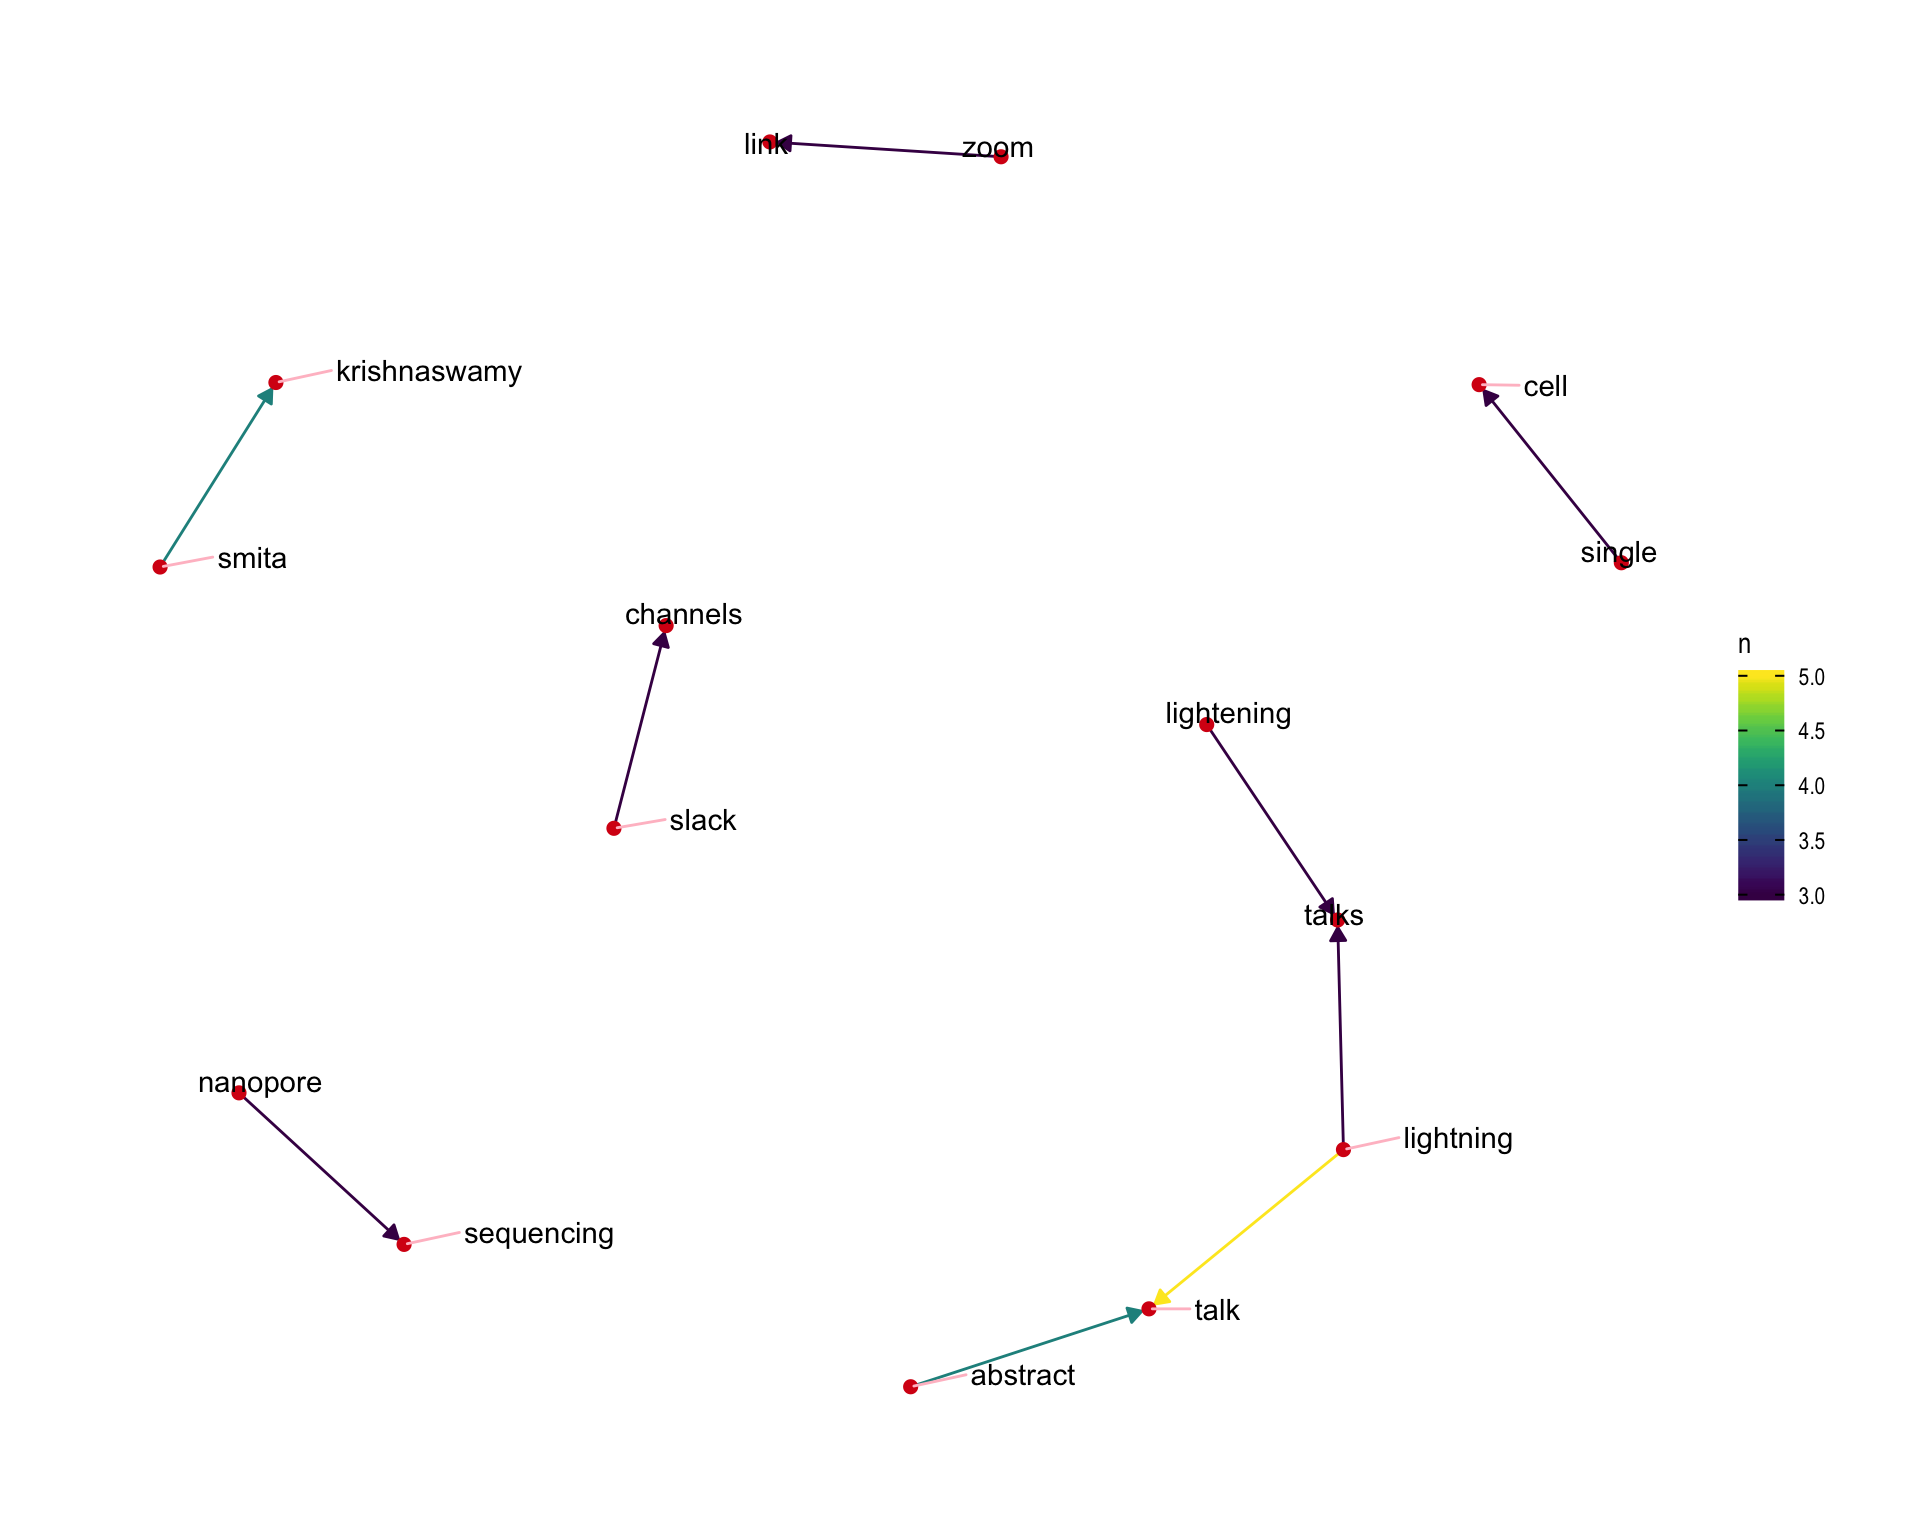 link
zoom
krishnaswamy
cell
single
smita
channels
n
5.0
4.5
4.0
3.5
3.0
lightening
slack
talks
nanopore
lightning
sequencing
talk
abstract